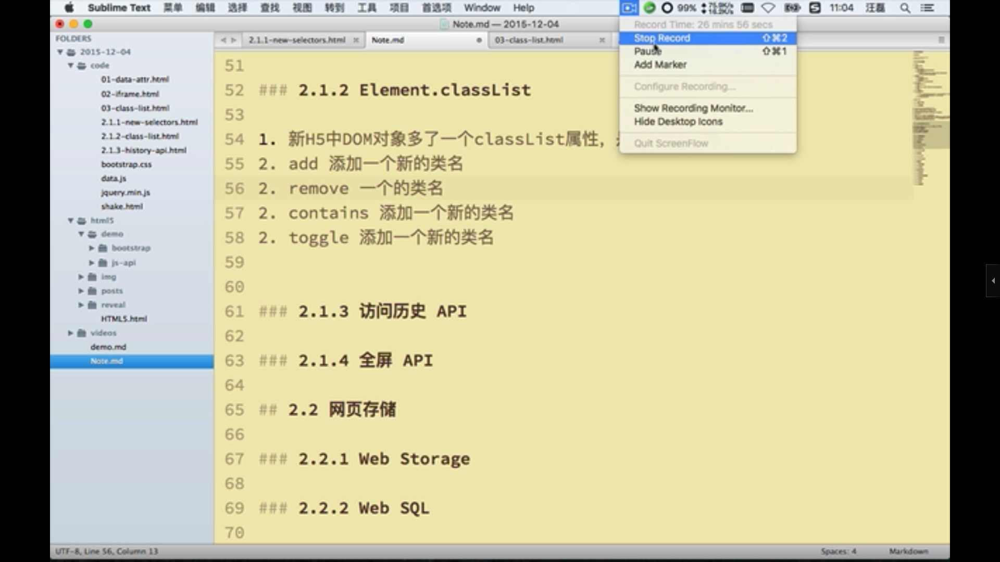 Sublime Text 菜单 编辑 选择 查找 视图 转到 工具 项目 首选项 Window Help 99% 11:04 汪磊
Note.md — 2015-12-04
Record Time: 26 mins 56 secs
Stop Record ⇧⌘2
Pause ⇧⌘1
Add Marker
Configure Recording...
Show Recording Monitor...
Hide Desktop Icons
Quit ScreenFlow
FOLDERS
2015-12-04
code
01-data-attr.html
02-iframe.html
03-class-list.html
2.1.1-new-selectors.html
2.1.2-class-list.html
2.1.3-history-api.html
bootstrap.css
data.js
jquery.min.js
shake.html
html5
demo
bootstrap
js-api
img
posts
reveal
HTML5.html
videos
demo.md
Note.md
2.1.1-new-selectors.html Note.md 03-class-list.html
51
52 ### 2.1.2 Element.classList
53
54 1. 新H5中DOM对象多了一个classList属性,
55 2. add 添加一个新的类名
56 2. remove 一个的类名
57 2. contains 添加一个新的类名
58 2. toggle 添加一个新的类名
59
60
61 ### 2.1.3 访问历史 API
62
63 ### 2.1.4 全屏 API
64
65 ## 2.2 网页存储
66
67 ### 2.2.1 Web Storage
68
69 ### 2.2.2 Web SQL
70
UTF-8, Line 56, Column 13 Spaces: 4 Markdown